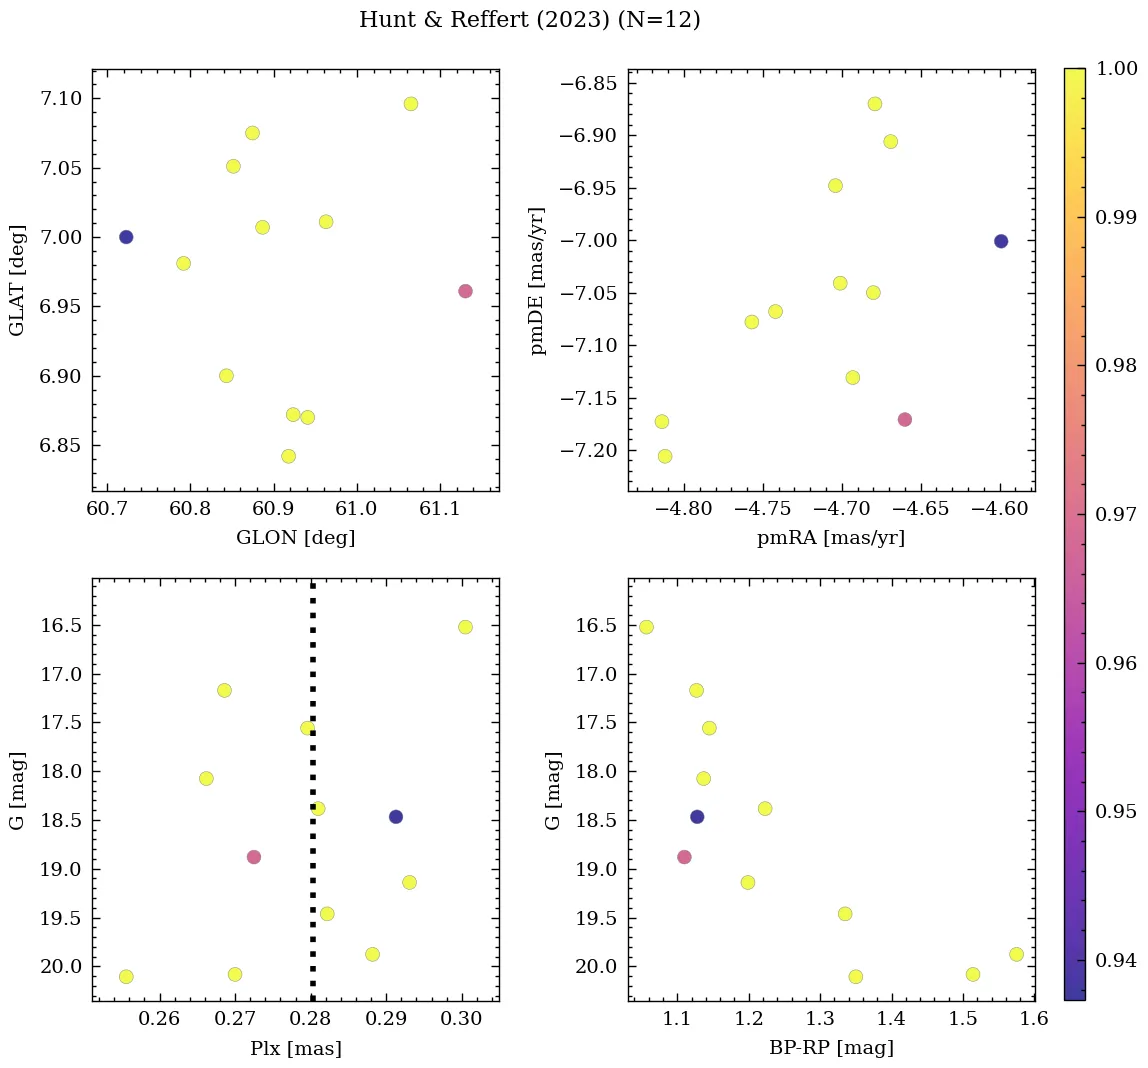 Hunt & Reffert (2023) (N=12)
7.10
7.05
7.00
6.95
6.90
6.85
GLAT [deg]
60.7 60.8 60.9 61.0 61.1
GLON [deg]
−6.85
−6.90
−6.95
−7.00
−7.05
−7.10
−7.15
−7.20
pmDE [mas/yr]
−4.80 −4.75 −4.70 −4.65 −4.60
pmRA [mas/yr]
16.5
17.0
17.5
18.0
18.5
19.0
19.5
20.0
G [mag]
0.26 0.27 0.28 0.29 0.30
Plx [mas]
16.5
17.0
17.5
18.0
18.5
19.0
19.5
20.0
G [mag]
1.1 1.2 1.3 1.4 1.5 1.6
BP-RP [mag]
1.00
0.99
0.98
0.97
0.96
0.95
0.94